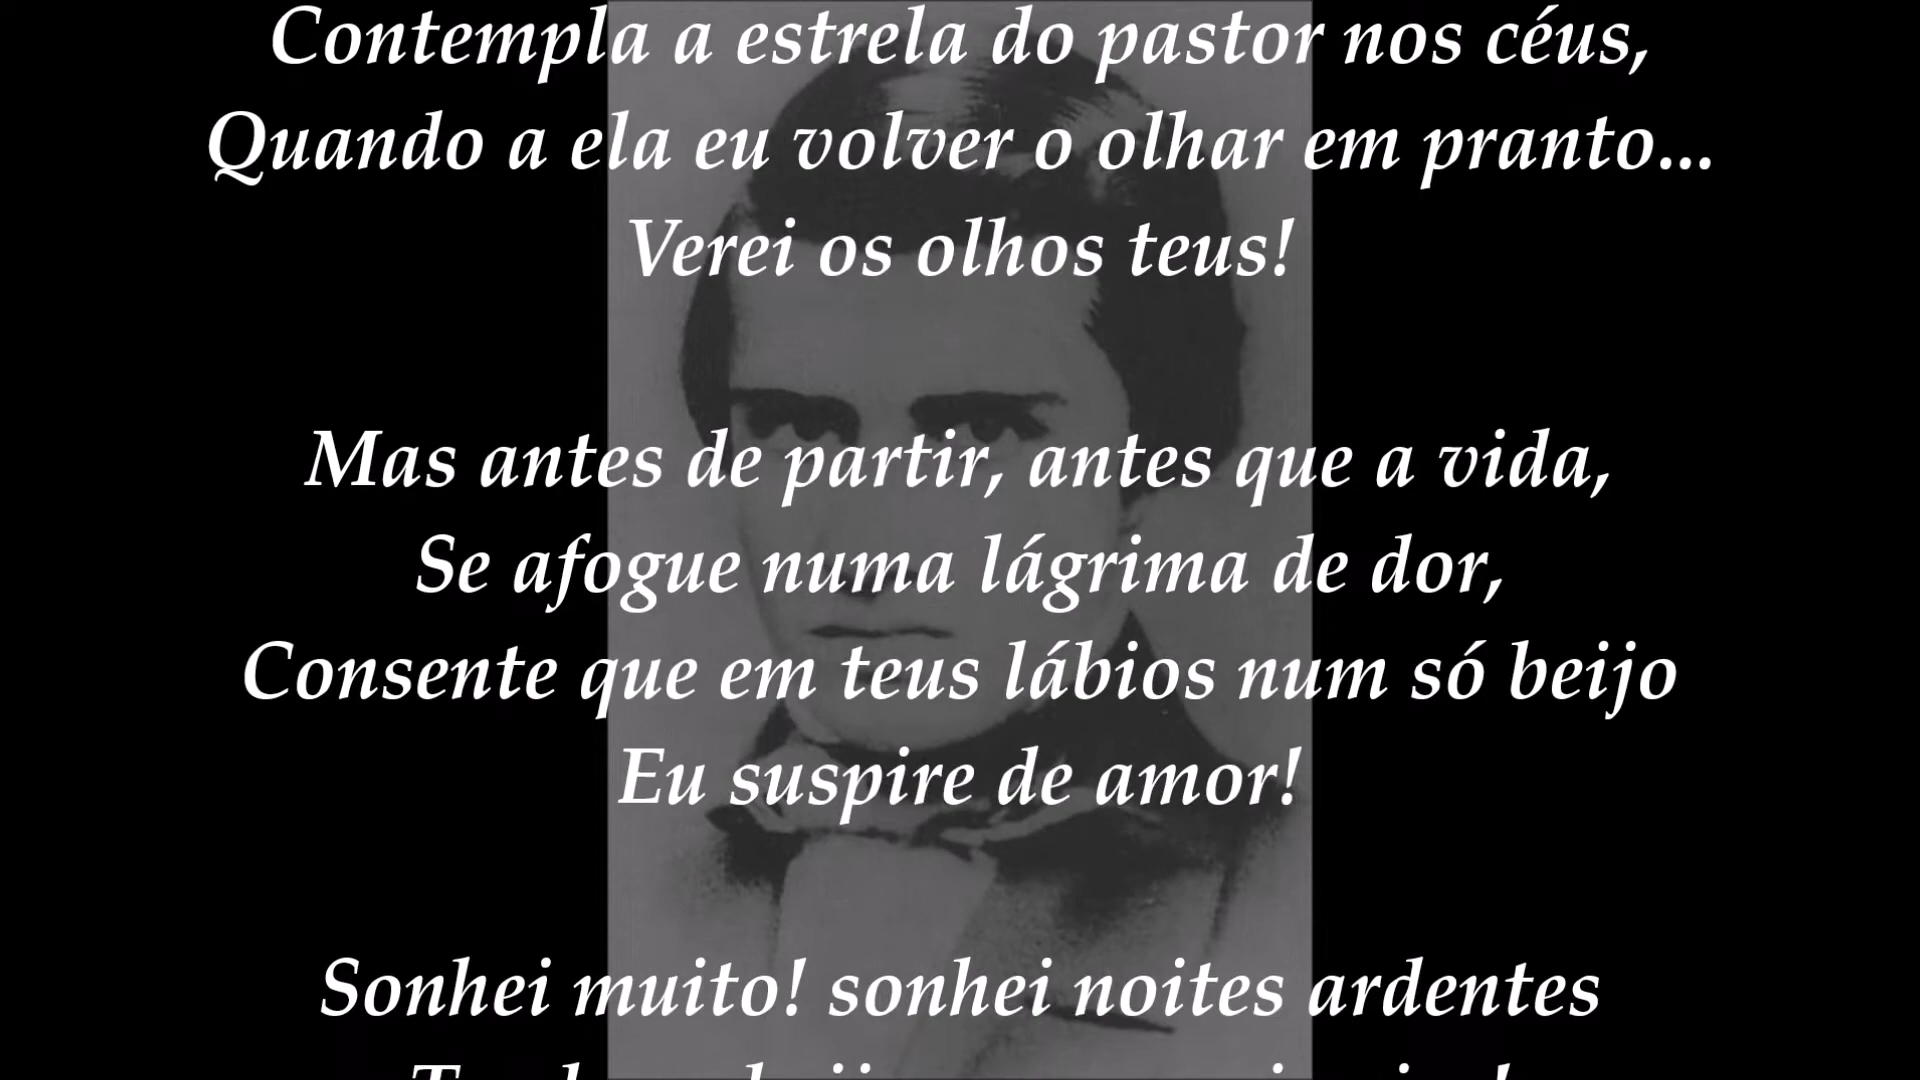 Contempla a estrela do pastor nos céus,
Quando a ela eu volver o olhar em pranto...
Verei os olhos teus!
Mas antes de partir, antes que a vida,
Se afogue numa lágrima de dor,
Consente que em teus lábios num só beijo
Eu suspire de amor!
Sonhei muito! sonhei noites ardentes